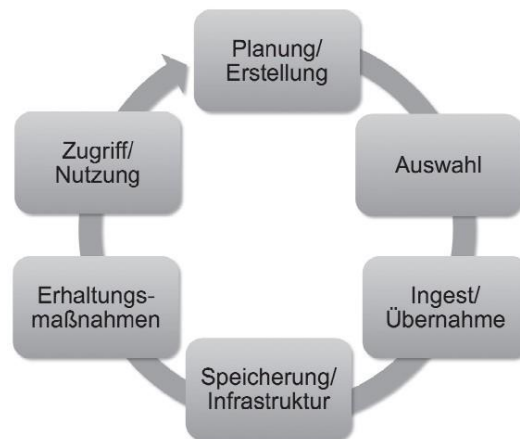 Planung/
Erstellung
Auswahl
Ingest/
Übernahme
Speicherung/
Infrastruktur
Erhaltungs-
maßnahmen
Zugriff/
Nutzung